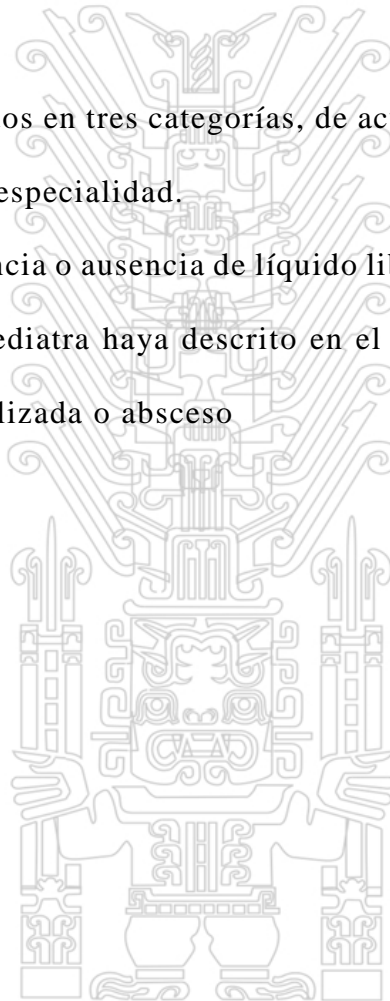 os en tres categorías, de ac
especialidad.
ncia o ausencia de líquido li
ediatra haya descrito en el
lizada o absceso